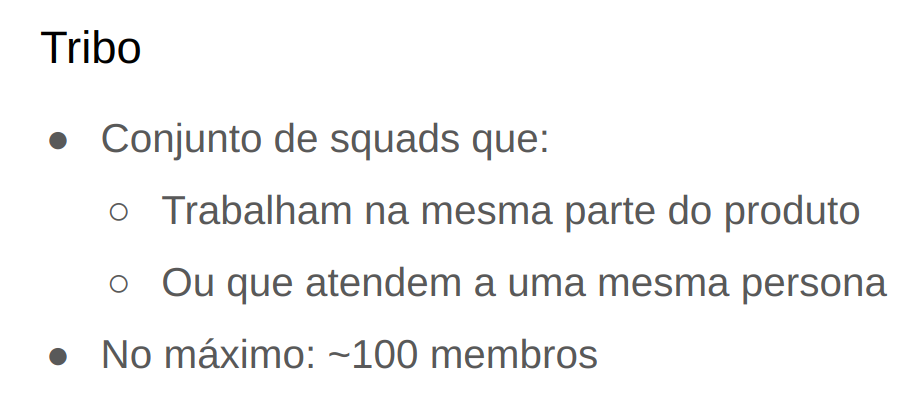 Tribo
● Conjunto de squads que:
○ Trabalham na mesma parte do produto
○ Ou que atendem a uma mesma persona
● No máximo: ~100 membros